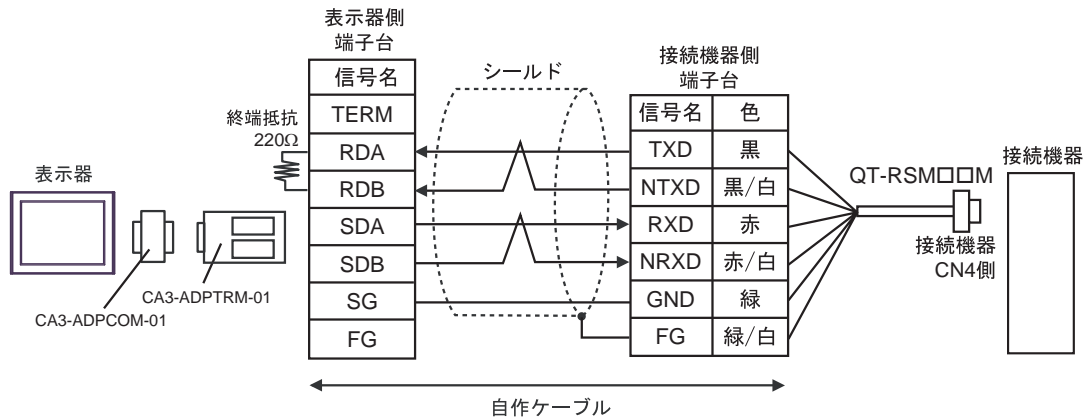 表示器側
端子台
信号名
TERM
RDA
RDB
SDA
SDB
SG
FG
終端抵抗
220Ω
シールド
接続機器側
端子台
信号名 色
TXD 黒
NTXD 黒/白
RXD 赤
NRXD 赤/白
GND 緑
FG 緑/白
表示器
CA3-ADPCOM-01
CA3-ADPTRM-01
QT-RSM□□M
接続機器
CN4側
接続機器
自作ケーブル